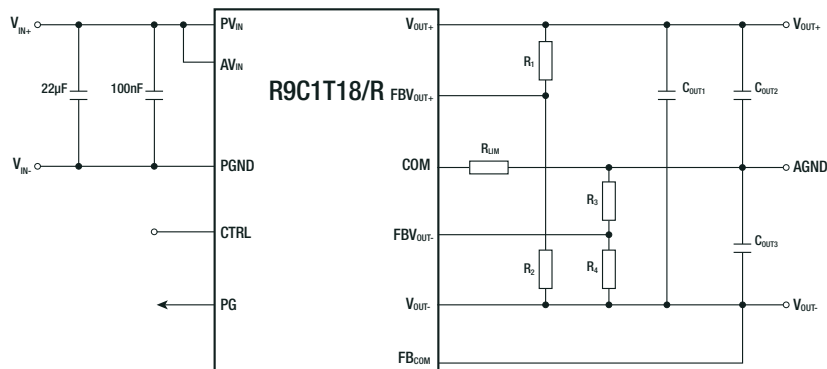 VIN+
PVIN
VOUT+
VOUT+
R1
AVIN
22µF
100nF
R9C1T18/R
FBVOUT+
COUT1
COUT2
RLIM
VIN-
PGND
COM
AGND
R3
CTRL
FBVOUT-
COUT3
R2
R4
PG
VOUT-
VOUT-
FBCOM